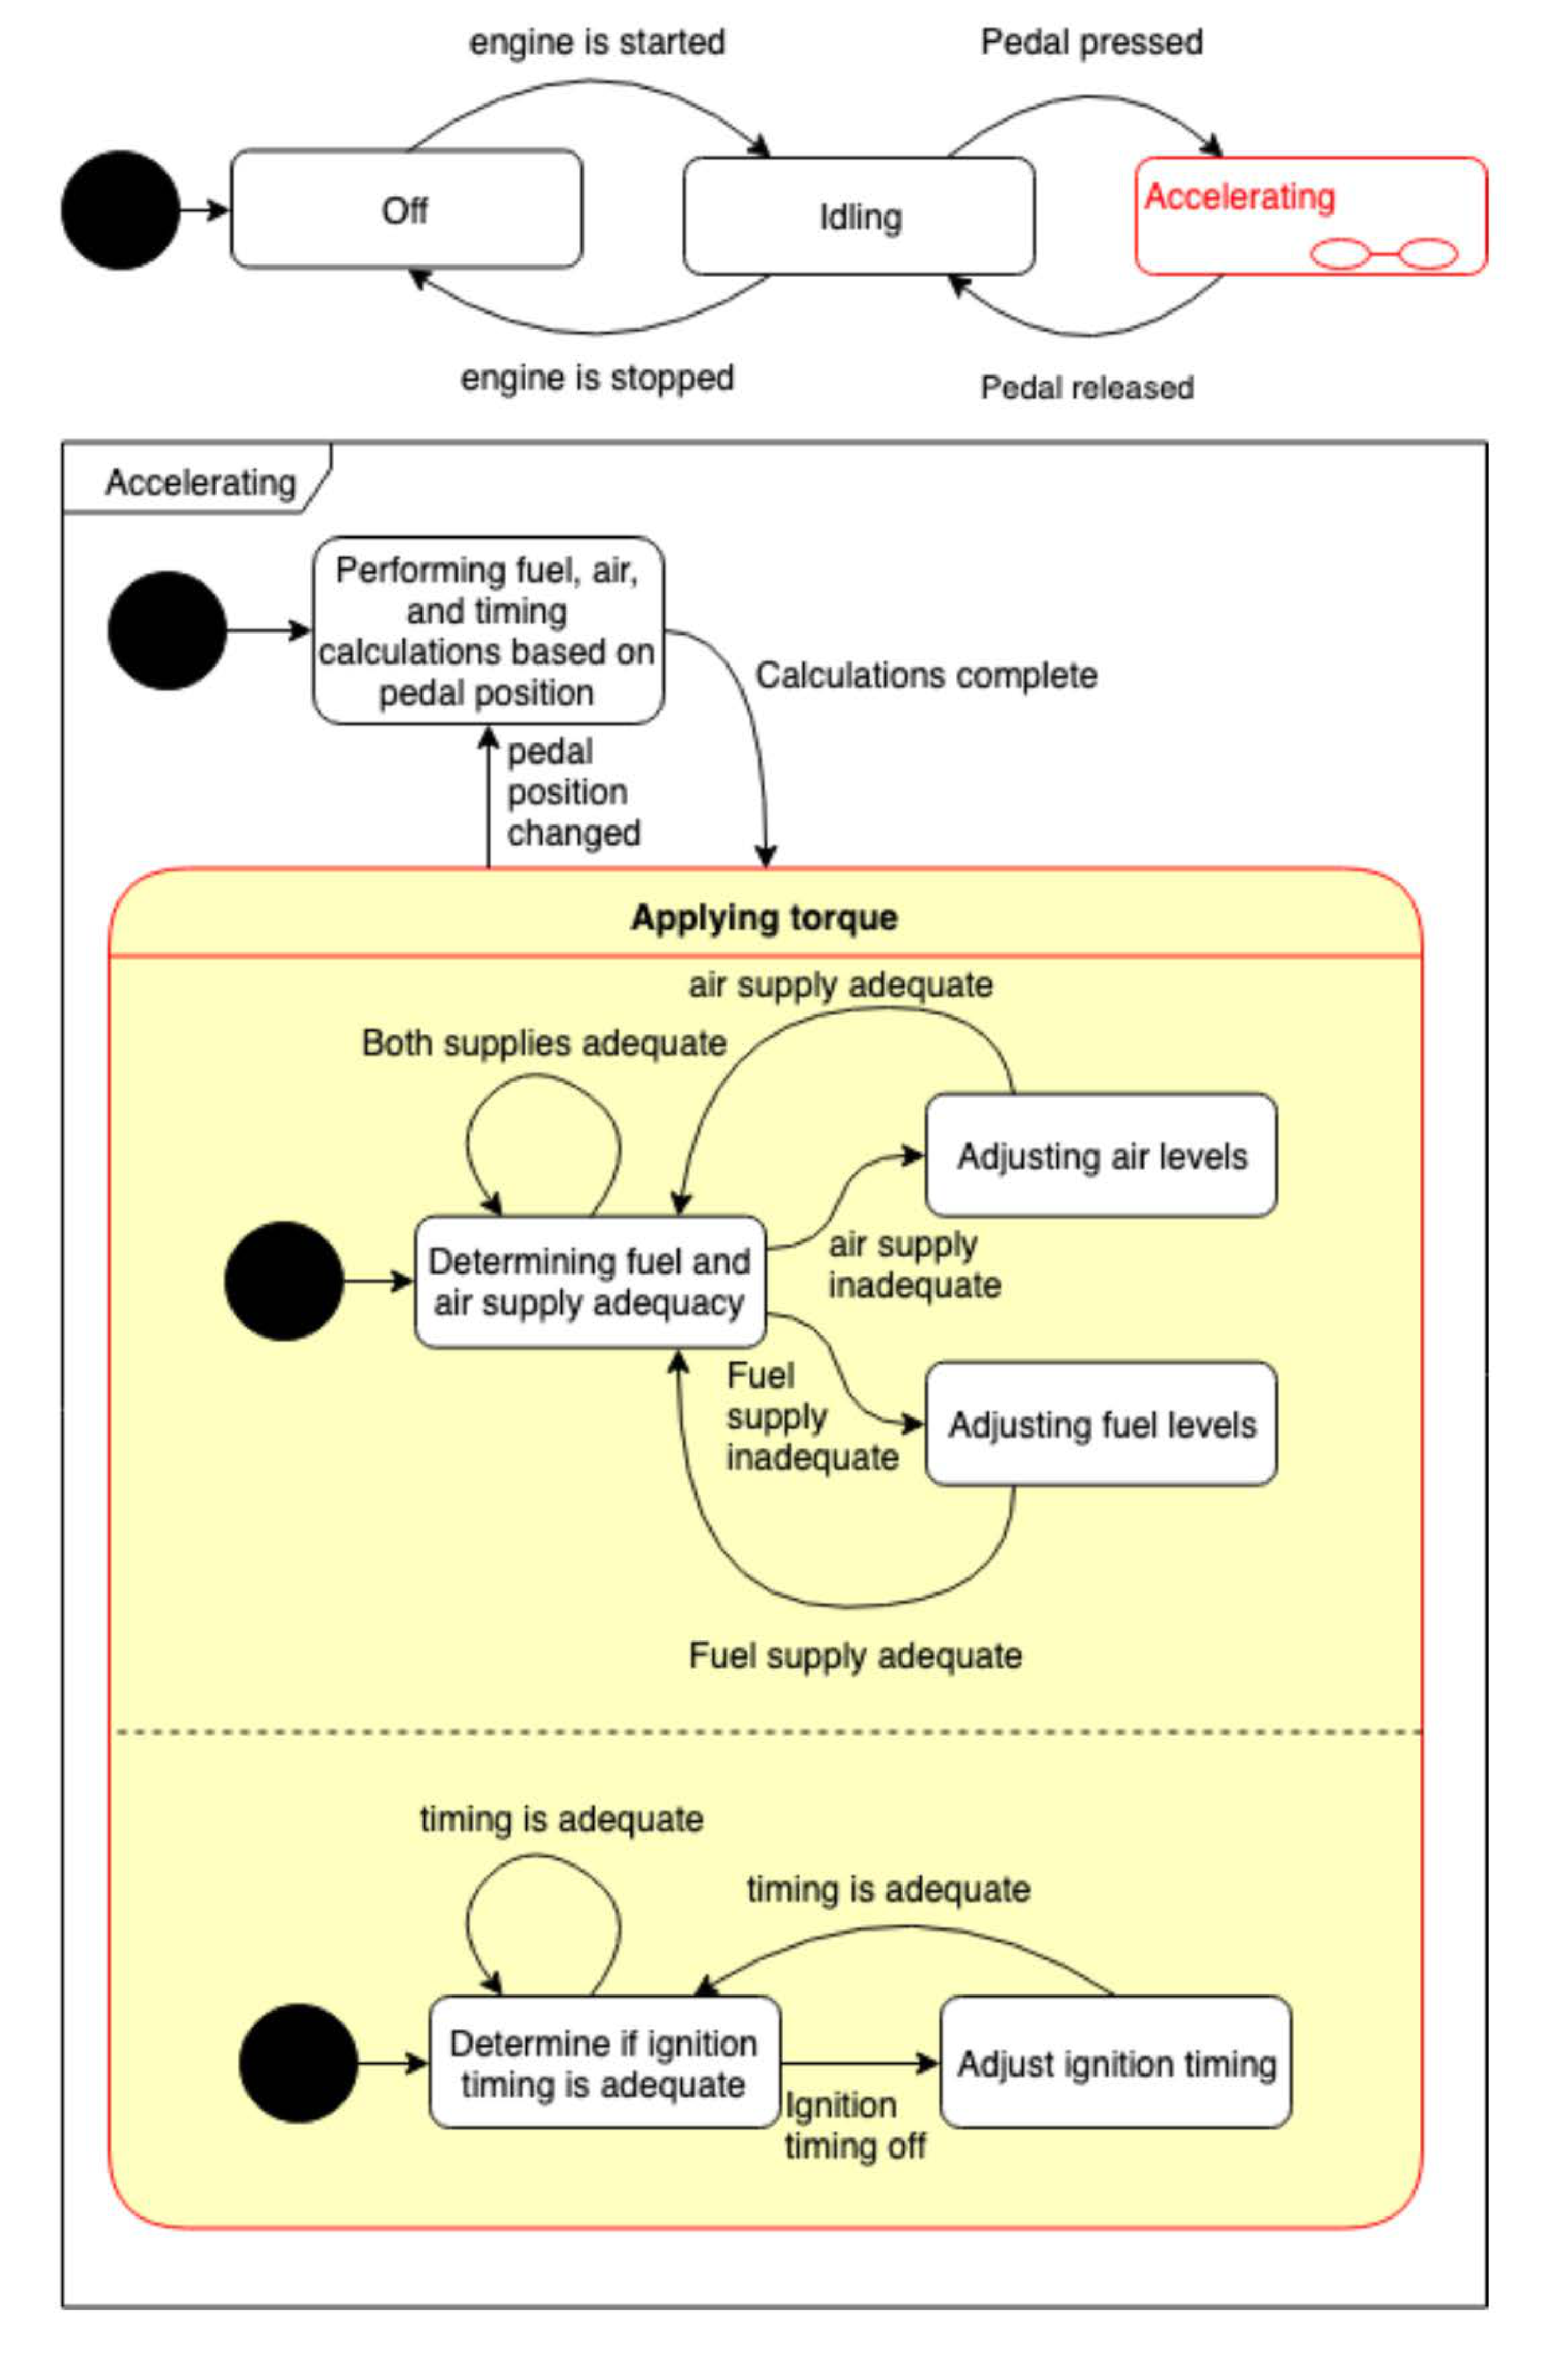 engine is started
Pedal pressed
Off
Idling
Accelerating
engine is stopped
Pedal released
Accelerating
Performing fuel, air,
and timing
calculations based on
pedal position
Calculations complete
pedal
position
changed
Applying torque
air supply adequate
Both supplies adequate
Adjusting air levels
Determining fuel and
air supply adequacy
air supply
inadequate
Fuel
supply
inadequate
Adjusting fuel levels
Fuel supply adequate
timing is adequate
timing is adequate
Determine if ignition
timing is adequate
Adjust ignition timing
Ignition
timing off